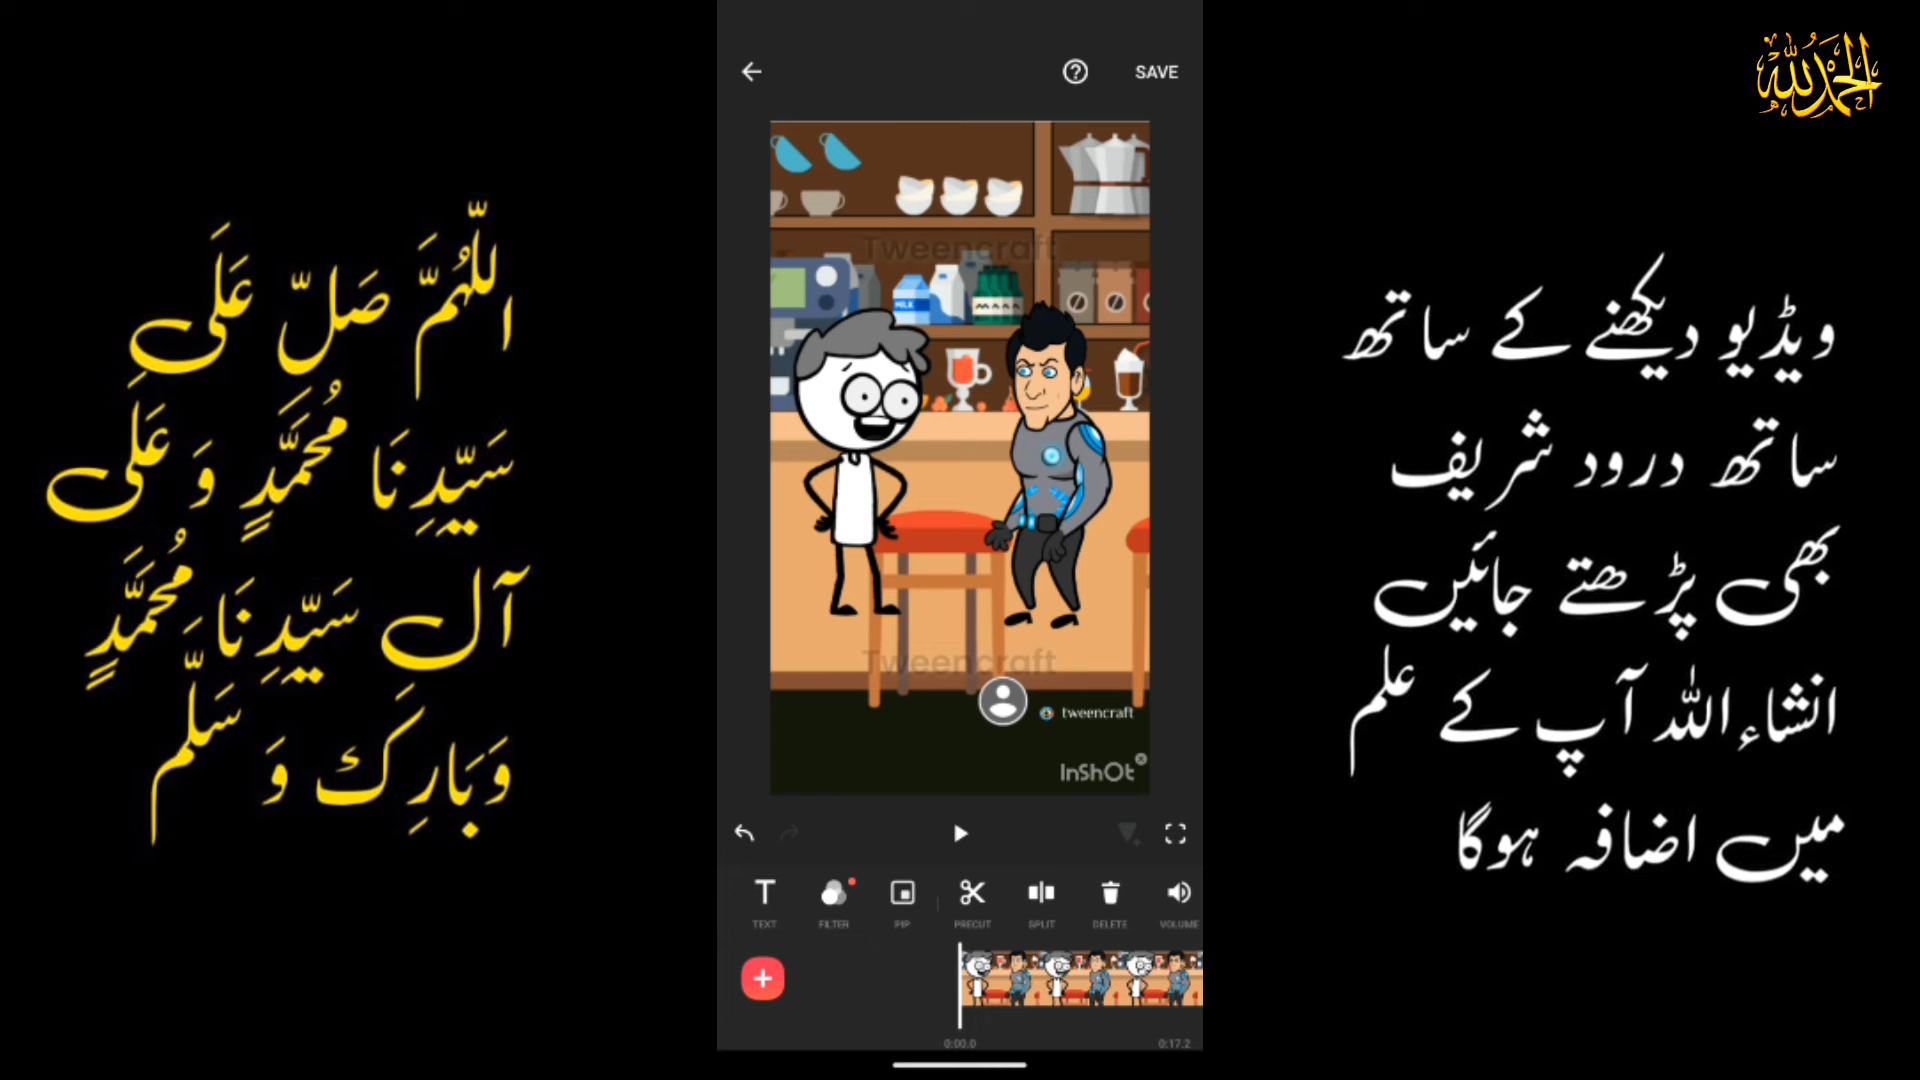 الحمدللہ
اللّٰهُمَّ صَلِّ عَلَی
سَیِّدِنَا مُحَمَّدٍ وَ عَلَی
آلِ سَیِّدِنَا مُحَمَّدٍ
وَبَارِك وَ سَلِّم
SAVE
Tweencraft
MILK
Tweencraft
tweencraft
InShOt
TEXT FILTER PIP PRECUT SPLIT DELETE VOLUME
0:00.0 0:17.2
ویڈیو دیکھنے کے ساتھ
ساتھ درود شریف
بھی پڑھتے جائیں
انشاءاللہ آپ کے علم
میں اضافہ ہوگا